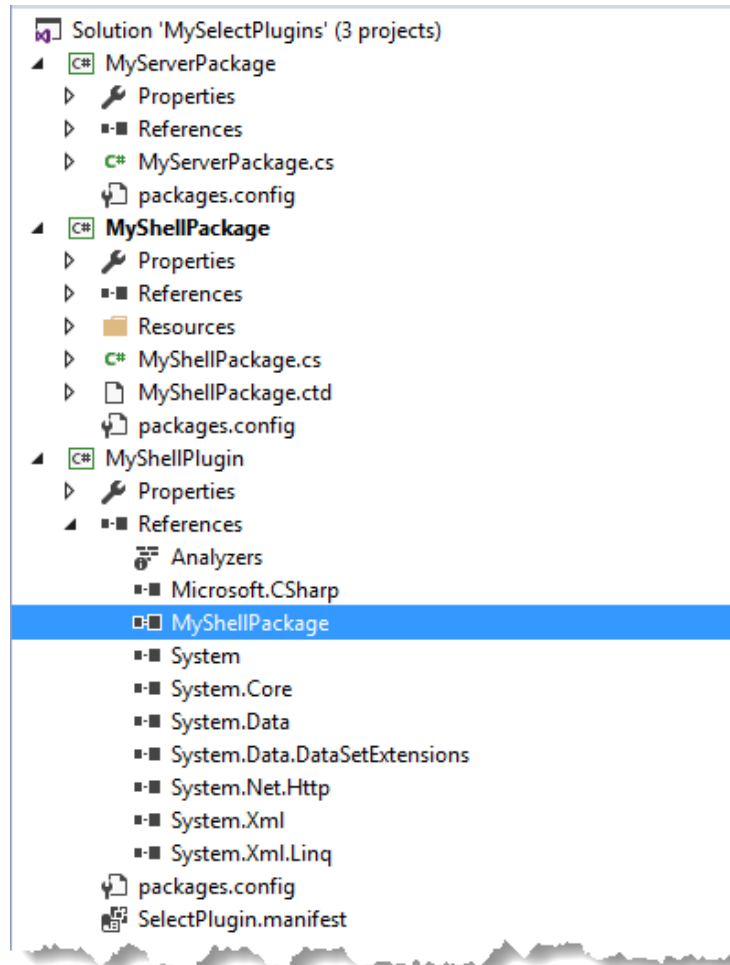 Solution 'MySelectPlugins' (3 projects)
C# MyServerPackage
Properties
References
C# MyServerPackage.cs
packages.config
C# MyShellPackage
Properties
References
Resources
C# MyShellPackage.cs
MyShellPackage.ctd
packages.config
C# MyShellPlugin
Properties
References
Analyzers
Microsoft.CSharp
MyShellPackage
System
System.Core
System.Data
System.Data.DataSetExtensions
System.Net.Http
System.Xml
System.Xml.Linq
packages.config
SelectPlugin.manifest